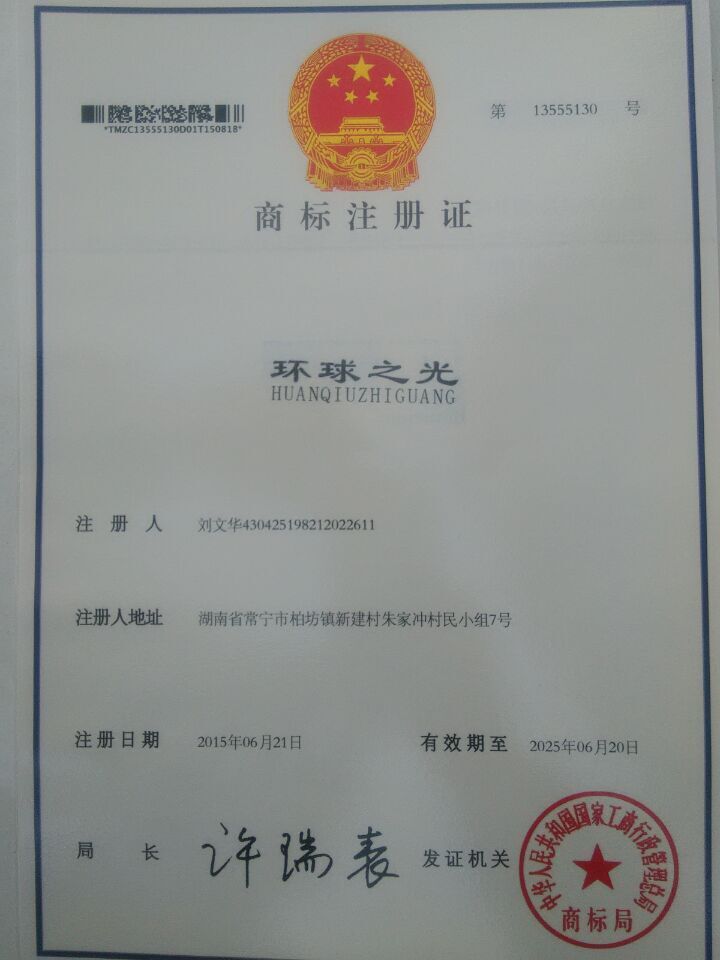 第 13555130 号
*TMZC13555130D01T150818*
商标注册证
环球之光
HUANQIUZHIGUANG
注册人 刘文华430425198212022611
注册人地址 湖南省常宁市柏坊镇新建村朱家冲村民小组7号
注册日期 2015年06月21日 有效期至 2025年06月20日
局长 许瑞表 发证机关
中华人民共和国国家工商行政管理总局
商标局